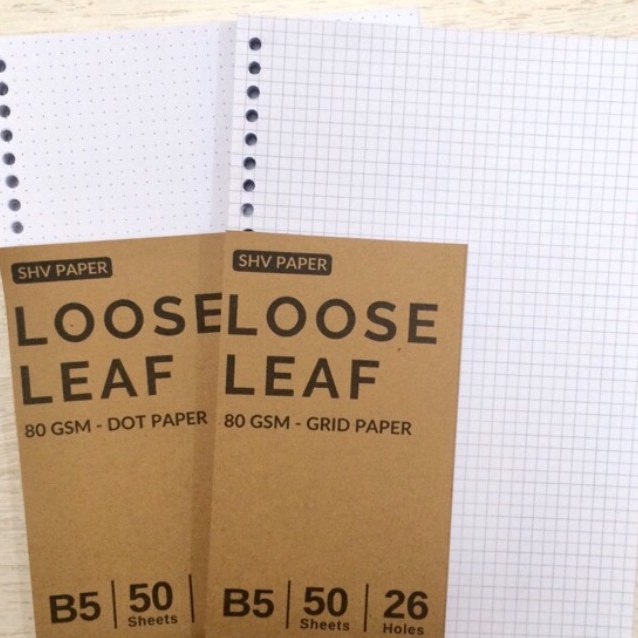 SHV PAPER
LOOSE
LEAF
80 GSM - DOT PAPER
B5 | 50
Sheets |
SHV PAPER
LOOSE
LEAF
80 GSM - GRID PAPER
B5 | 50 | 26
Sheets Holes